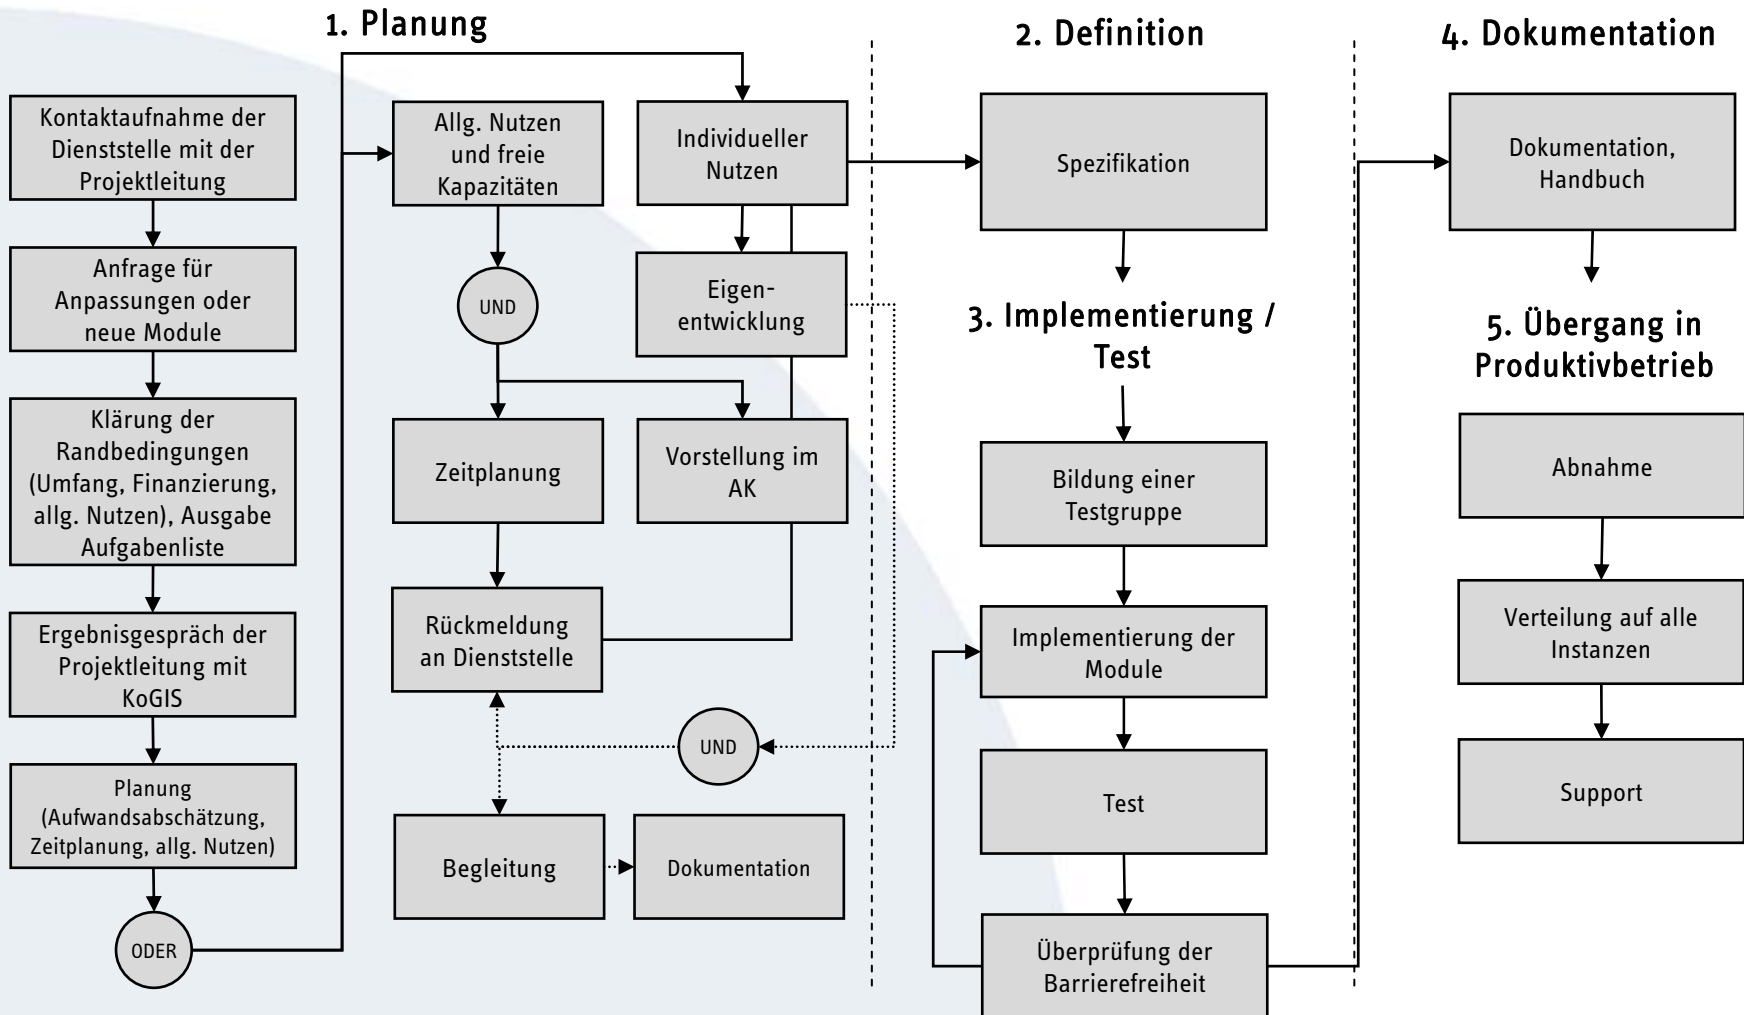 1. Planung
Kontaktaufnahme der
Dienststelle mit der
Projektleitung
Anfrage für
Anpassungen oder
neue Module
Klärung der
Randbedingungen
(Umfang, Finanzierung,
allg. Nutzen), Ausgabe
Aufgabenliste
Ergebnisgespräch der
Projektleitung mit
KoGIS
Planung
(Aufwandsabschätzung,
Zeitplanung, allg. Nutzen)
ODER
Allg. Nutzen
und freie
Kapazitäten
UND
Zeitplanung
Rückmeldung
an Dienststelle
Begleitung
Individueller
Nutzen
Eigen-
entwicklung
Vorstellung im
AK
UND
Dokumentation
2. Definition
Spezifikation
3. Implementierung /
Test
Bildung einer
Testgruppe
Implementierung der
Module
Test
Überprüfung der
Barrierefreiheit
4. Dokumentation
Dokumentation,
Handbuch
5. Übergang in
Produktivbetrieb
Abnahme
Verteilung auf alle
Instanzen
Support